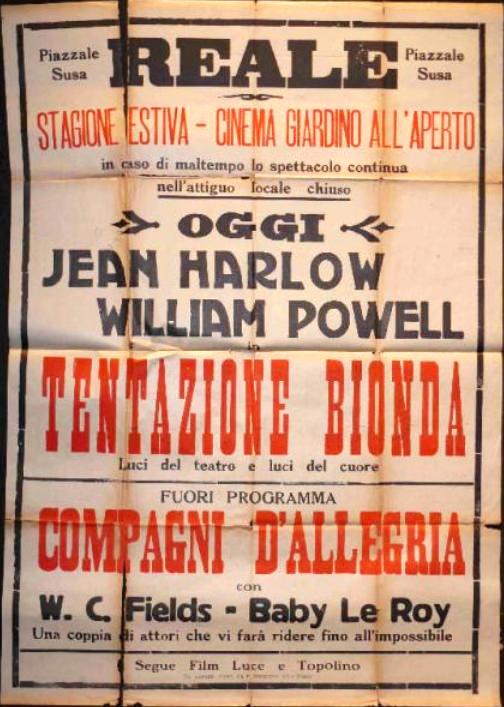 Piazzale Susa
REALE
Piazzale Susa
STAGIONE ESTIVA - CINEMA GIARDINO ALL'APERTO
in caso di maltempo lo spettacolo continua
nell'attiguo locale chiuso
OGGI
JEAN HARLOW
WILLIAM POWELL
in
TENTAZIONE BIONDA
Luci del teatro e luci del cuore
FUORI PROGRAMMA
COMPAGNI D'ALLEGRIA
con
W. C. Fields - Baby Le Roy
Una coppia di attori che vi farà ridere fino all'impossibile
Segue Film Luce e Topolino